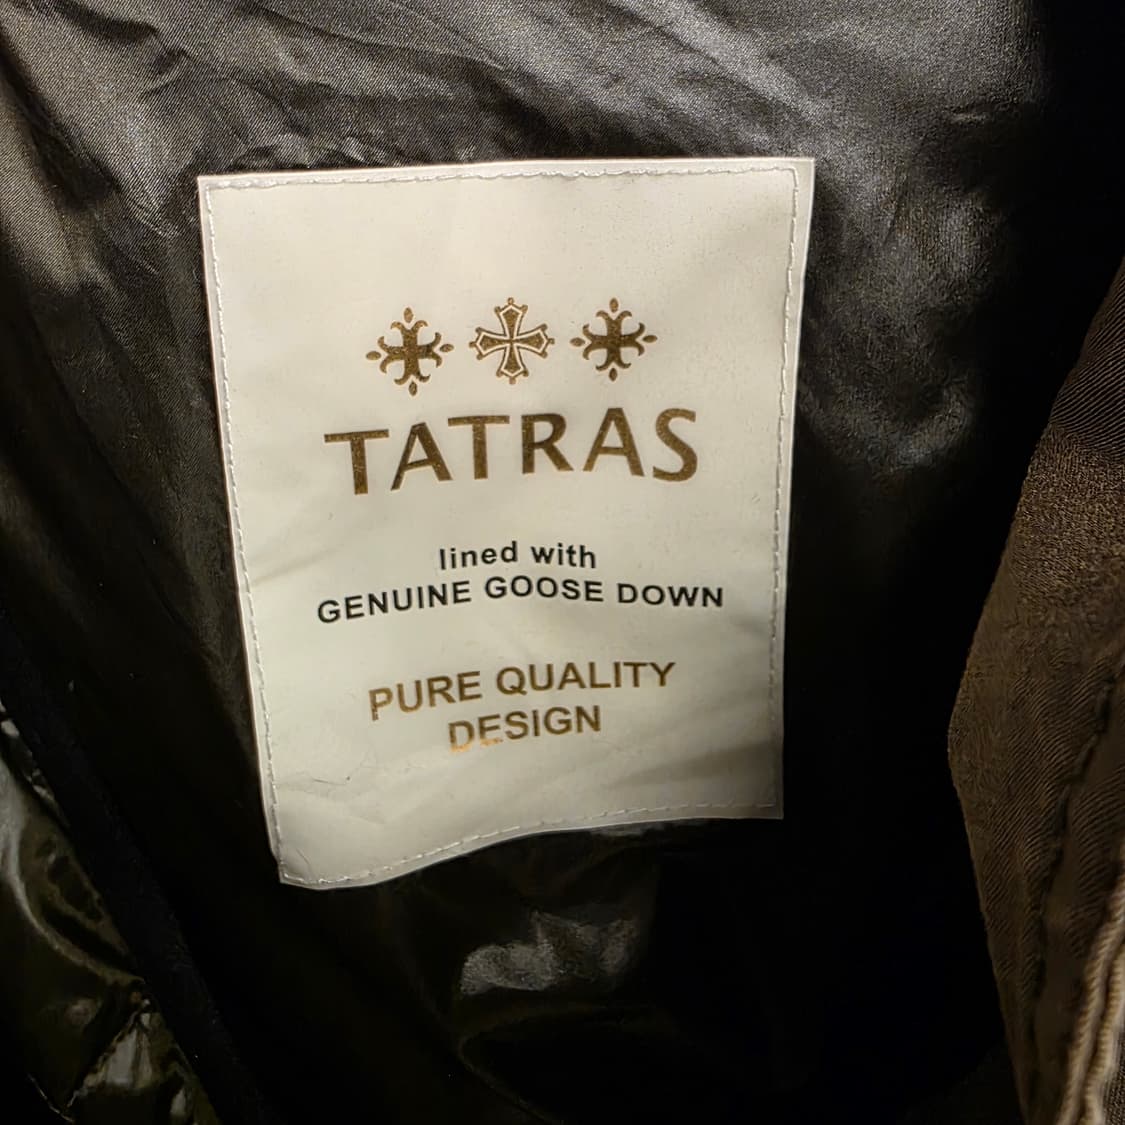 TATRAS
lined with
GENUINE GOOSE DOWN
PURE QUALITY
DESIGN